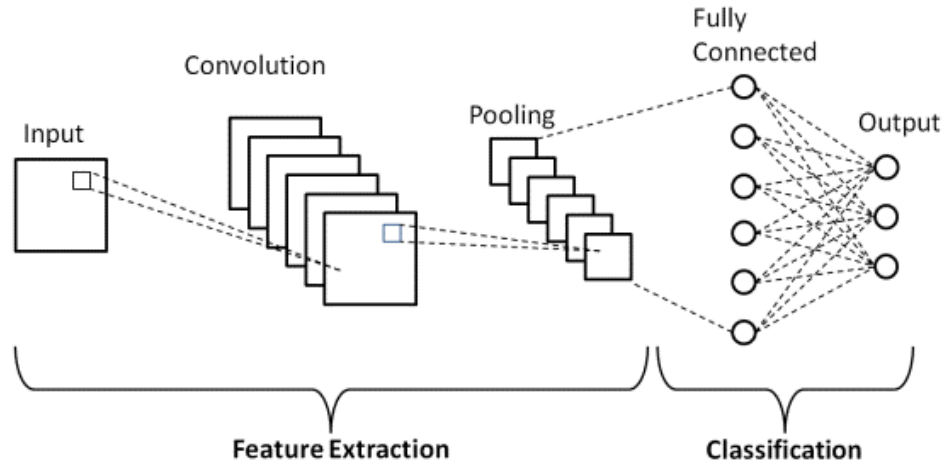 Fully
Connected
Convolution
Pooling
Output
Input
Feature Extraction
Classification